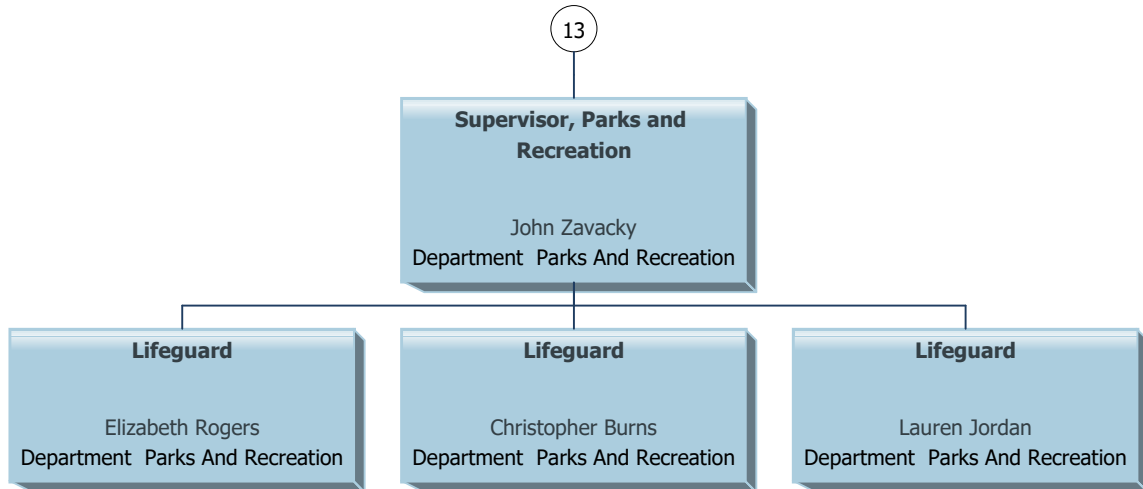 13
Supervisor, Parks and
Recreation
John Zavacky
Department  Parks And Recreation
Lifeguard
Elizabeth Rogers
Department  Parks And Recreation
Lifeguard
Christopher Burns
Department  Parks And Recreation
Lifeguard
Lauren Jordan
Department  Parks And Recreation